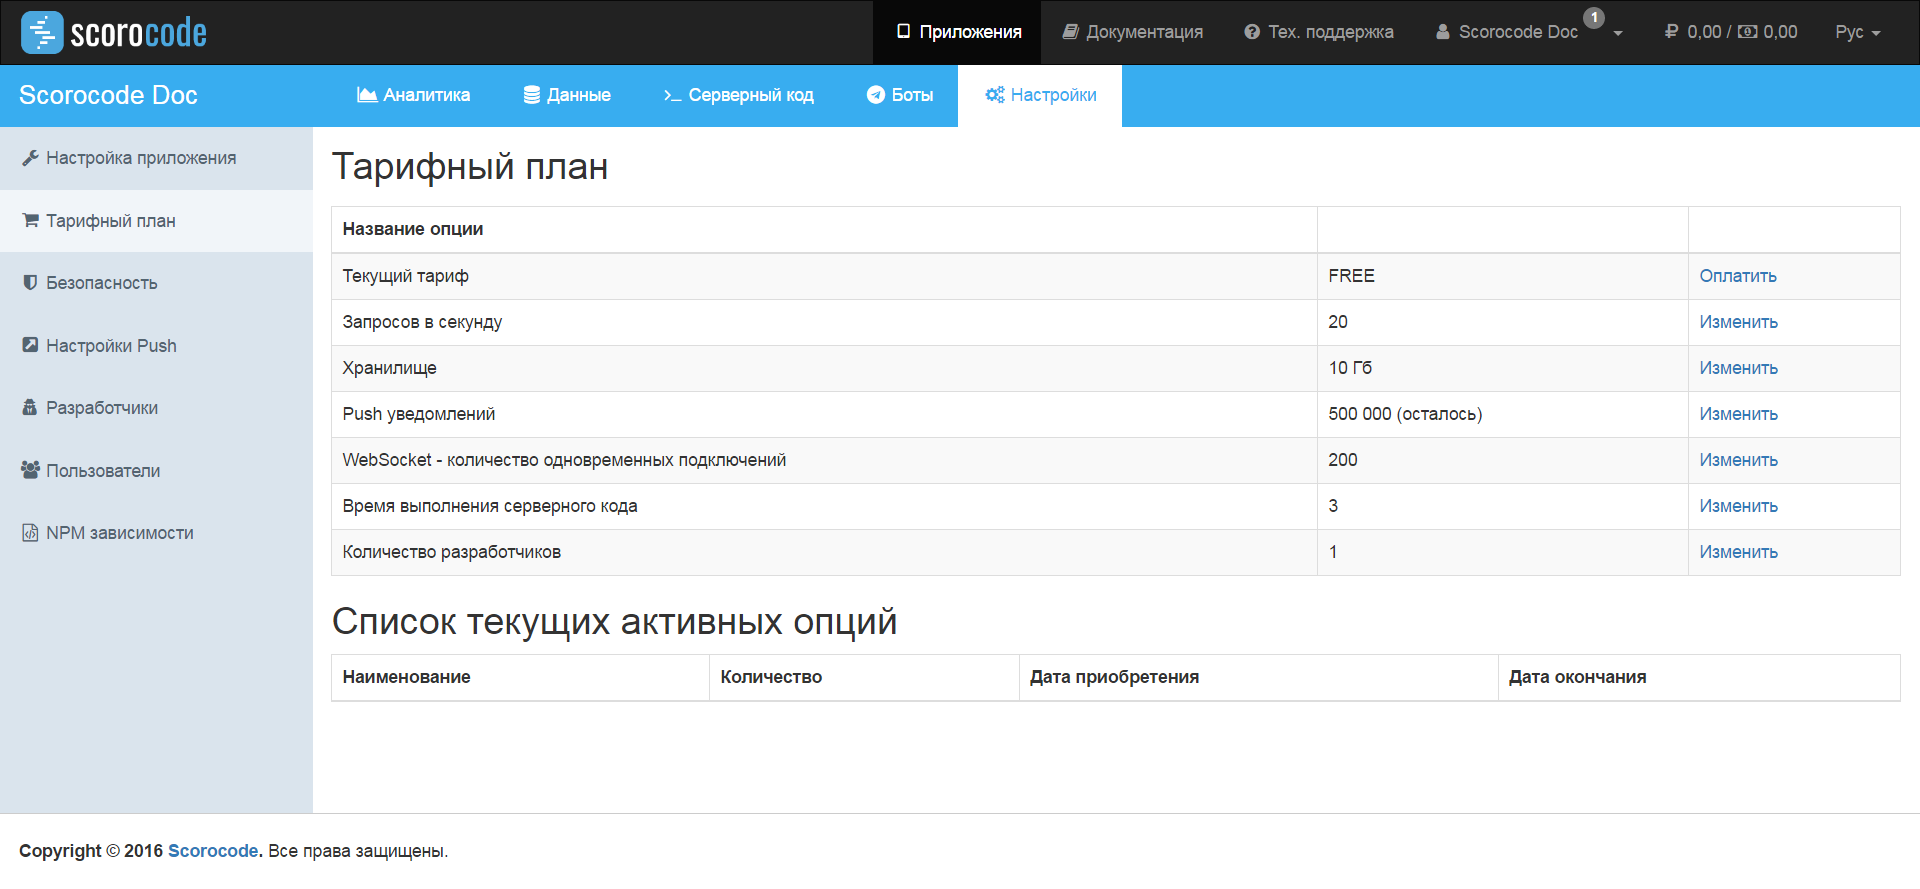 scorocode Приложения Документация Тех. поддержка Scorocode Doc 1 0,00 / 0,00 Рус
Scorocode Doc Аналитика Данные Серверный код Боты Настройки
Настройка приложения
Тарифный план
Безопасность
Настройки Push
Разработчики
Пользователи
NPM зависимости
Тарифный план
Название опции
Текущий тариф FREE Оплатить
Запросов в секунду 20 Изменить
Хранилище 10 Гб Изменить
Push уведомлений 500 000 (осталось) Изменить
WebSocket - количество одновременных подключений 200 Изменить
Время выполнения серверного кода 3 Изменить
Количество разработчиков 1 Изменить
Список текущих активных опций
Наименование Количество Дата приобретения Дата окончания
Copyright © 2016 Scorocode. Все права защищены.